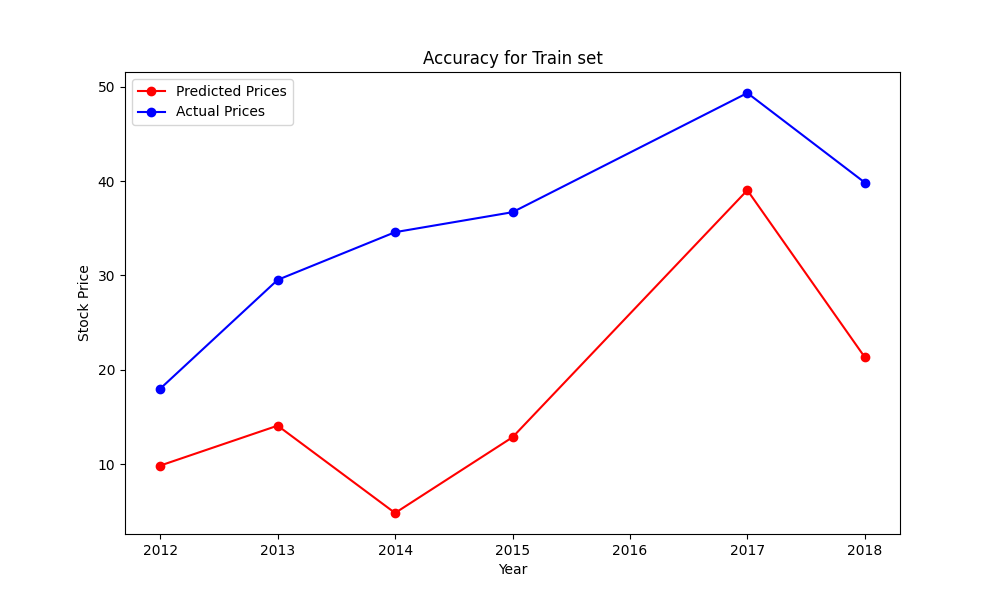 Accuracy for Train set
Predicted Prices
Actual Prices
50
40
30
20
10
Stock Price
2012 2013 2014 2015 2016 2017 2018
Year